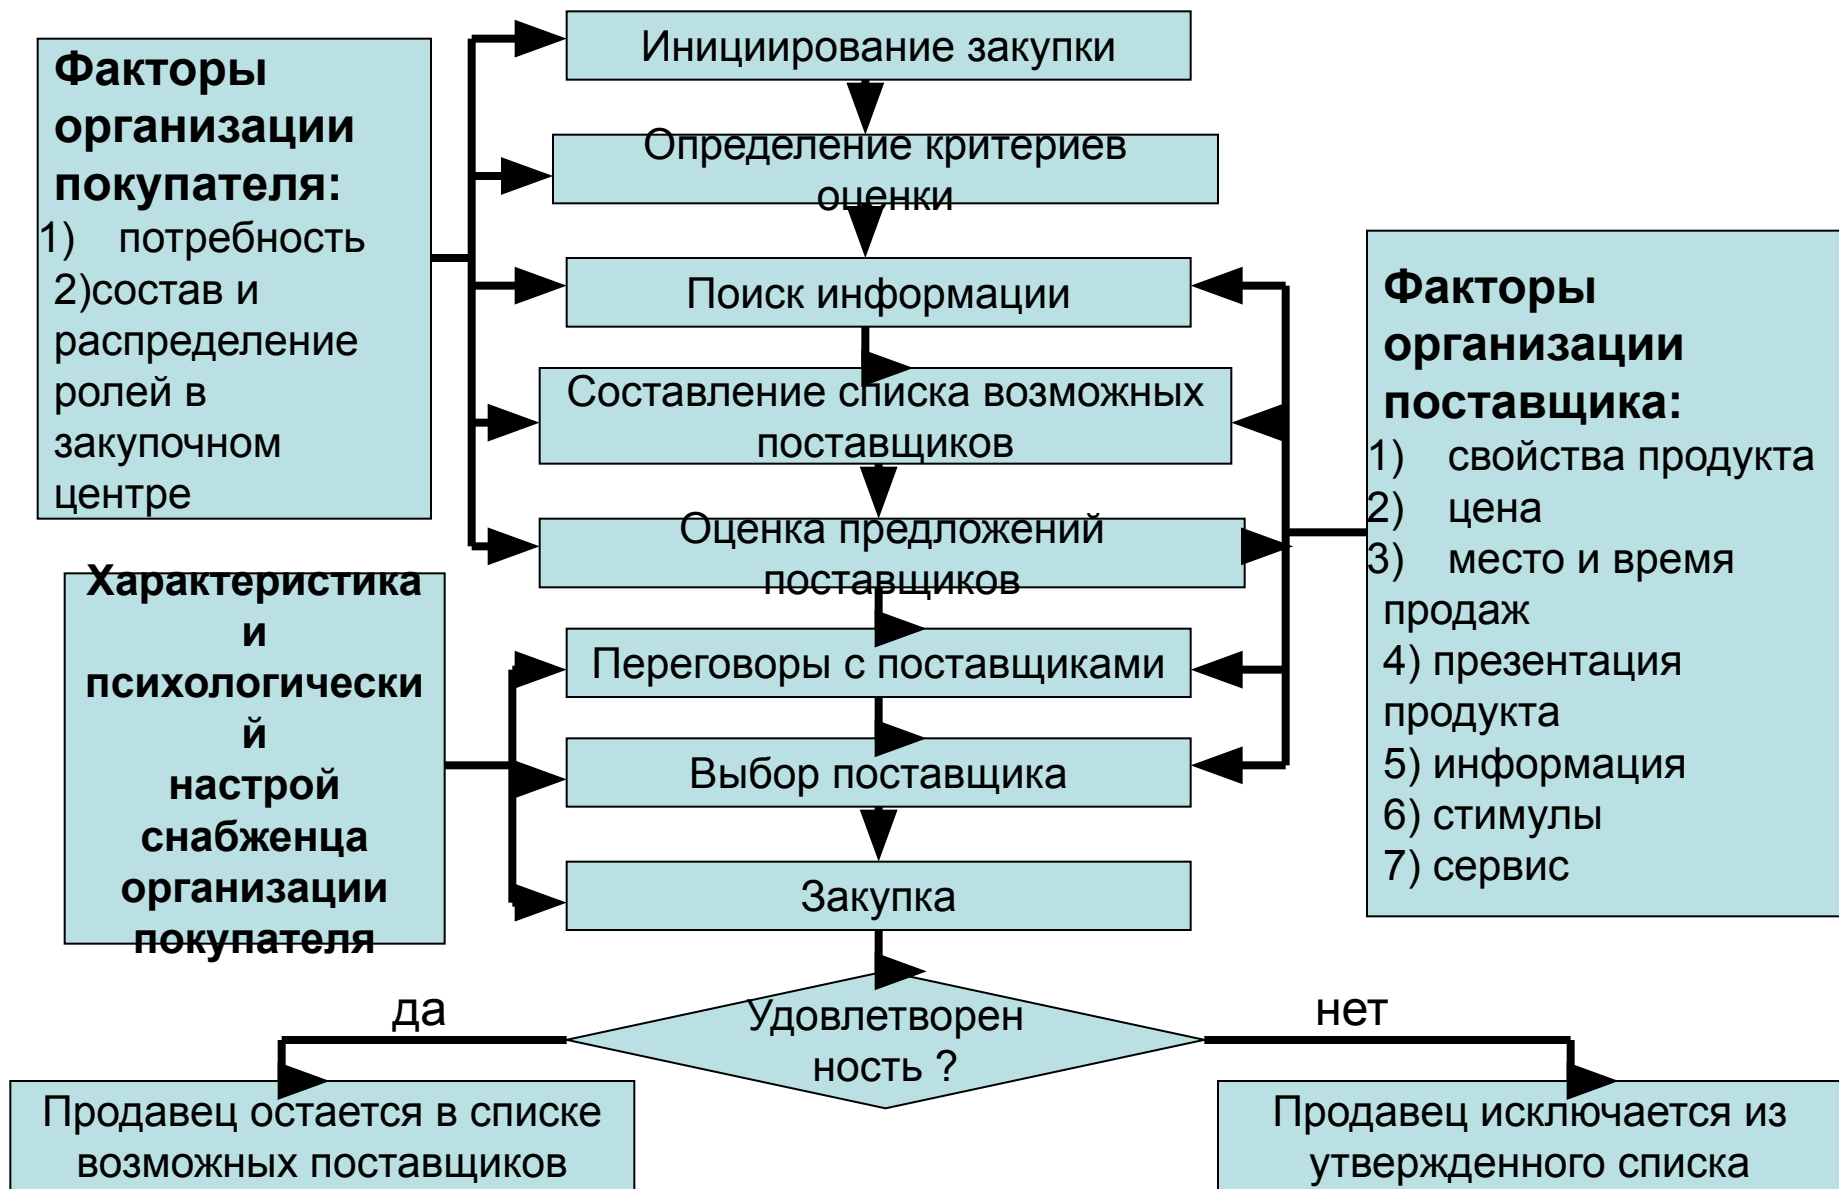 Факторы
организации
покупателя:
1) потребность
2)состав и
распределение
ролей в
закупочном
центре
Характеристика
и
психологически
й
настрой
снабженца
организации
покупателя
Инициирование закупки
Определение критериев
оценки
Поиск информации
Составление списка возможных
поставщиков
Оценка предложений
поставщиков
Переговоры с поставщиками
Выбор поставщика
Закупка
Удовлетворен
ность ?
да
нет
Продавец остается в списке
возможных поставщиков
Продавец исключается из
утвержденного списка
Факторы
организации
поставщика:
1) свойства продукта
2) цена
3) место и время
продаж
4) презентация
продукта
5) информация
6) стимулы
7) сервис